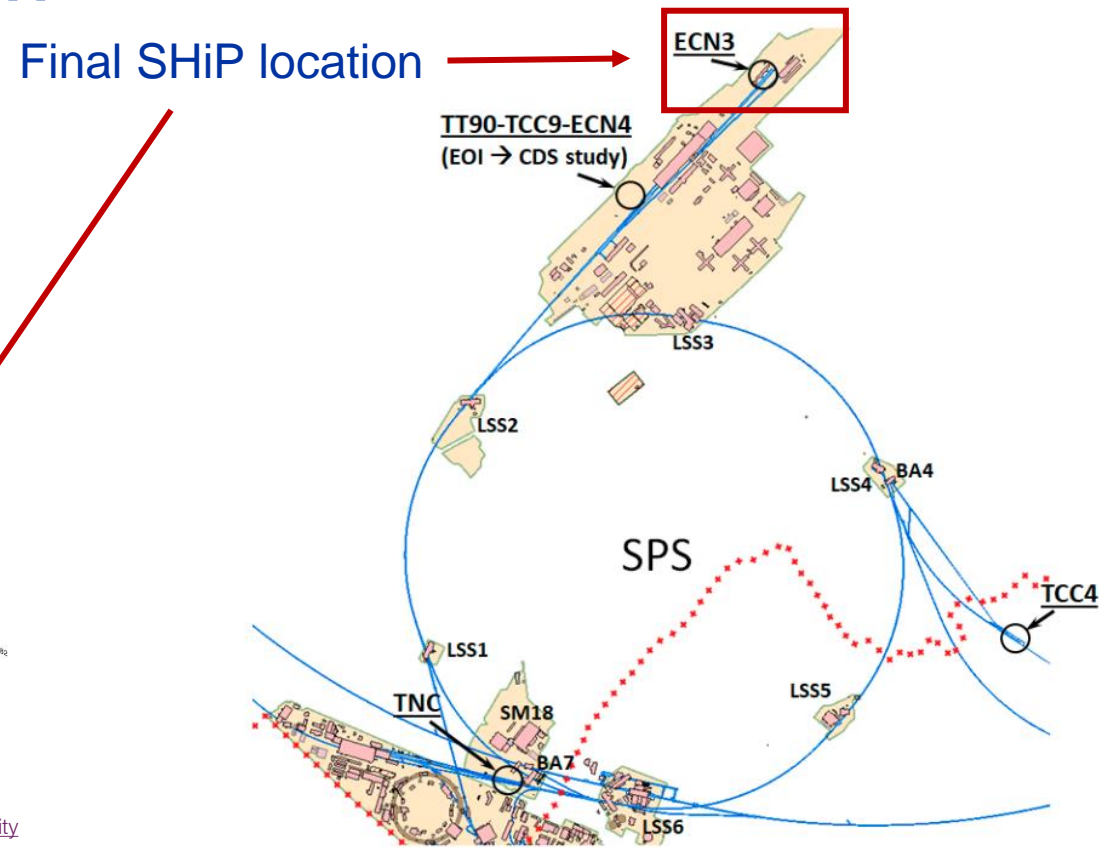 Final SHiP location
ECN3
TT90-TCC9-ECN4
(EOI → CDS study)
LSS3
LSS2
LSS4
BA4
SPS
TCC4
LSS1
LSS5
TNC
SM18
BA7
LSS6
ity